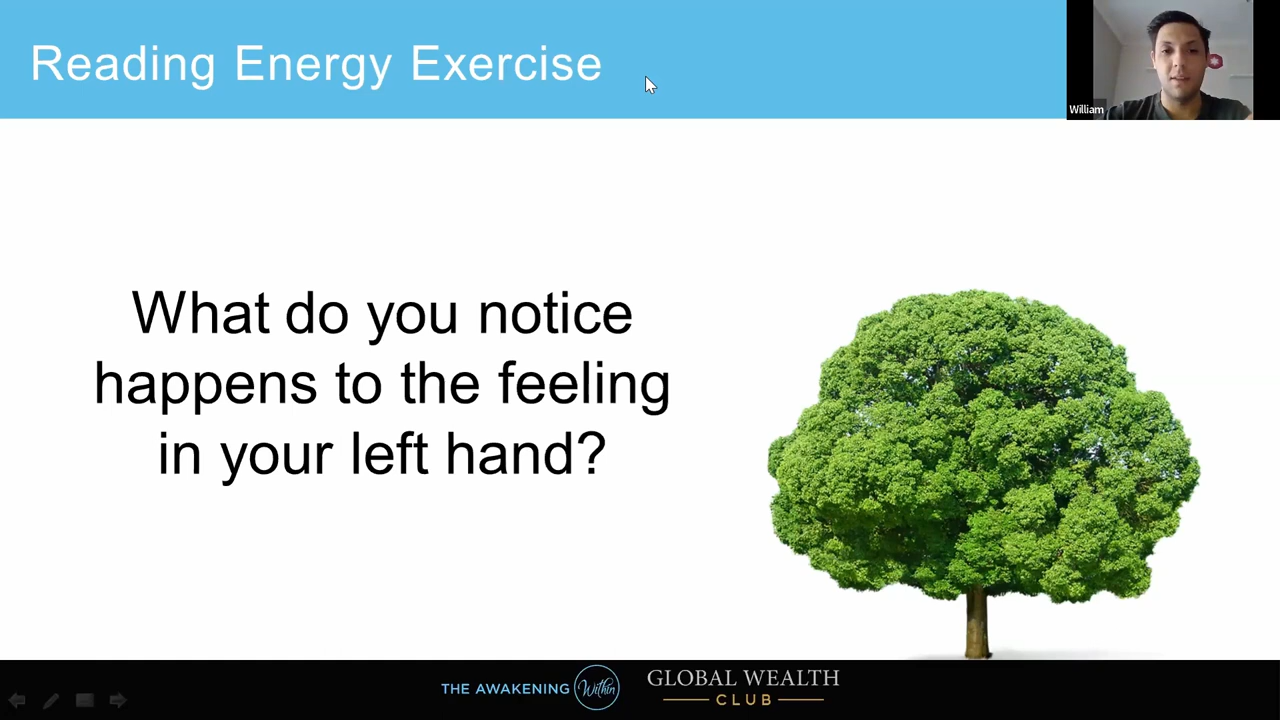 Reading Energy Exercise
William
What do you notice
happens to the feeling
in your left hand?
THE AWAKENING Within
GLOBAL WEALTH
CLUB